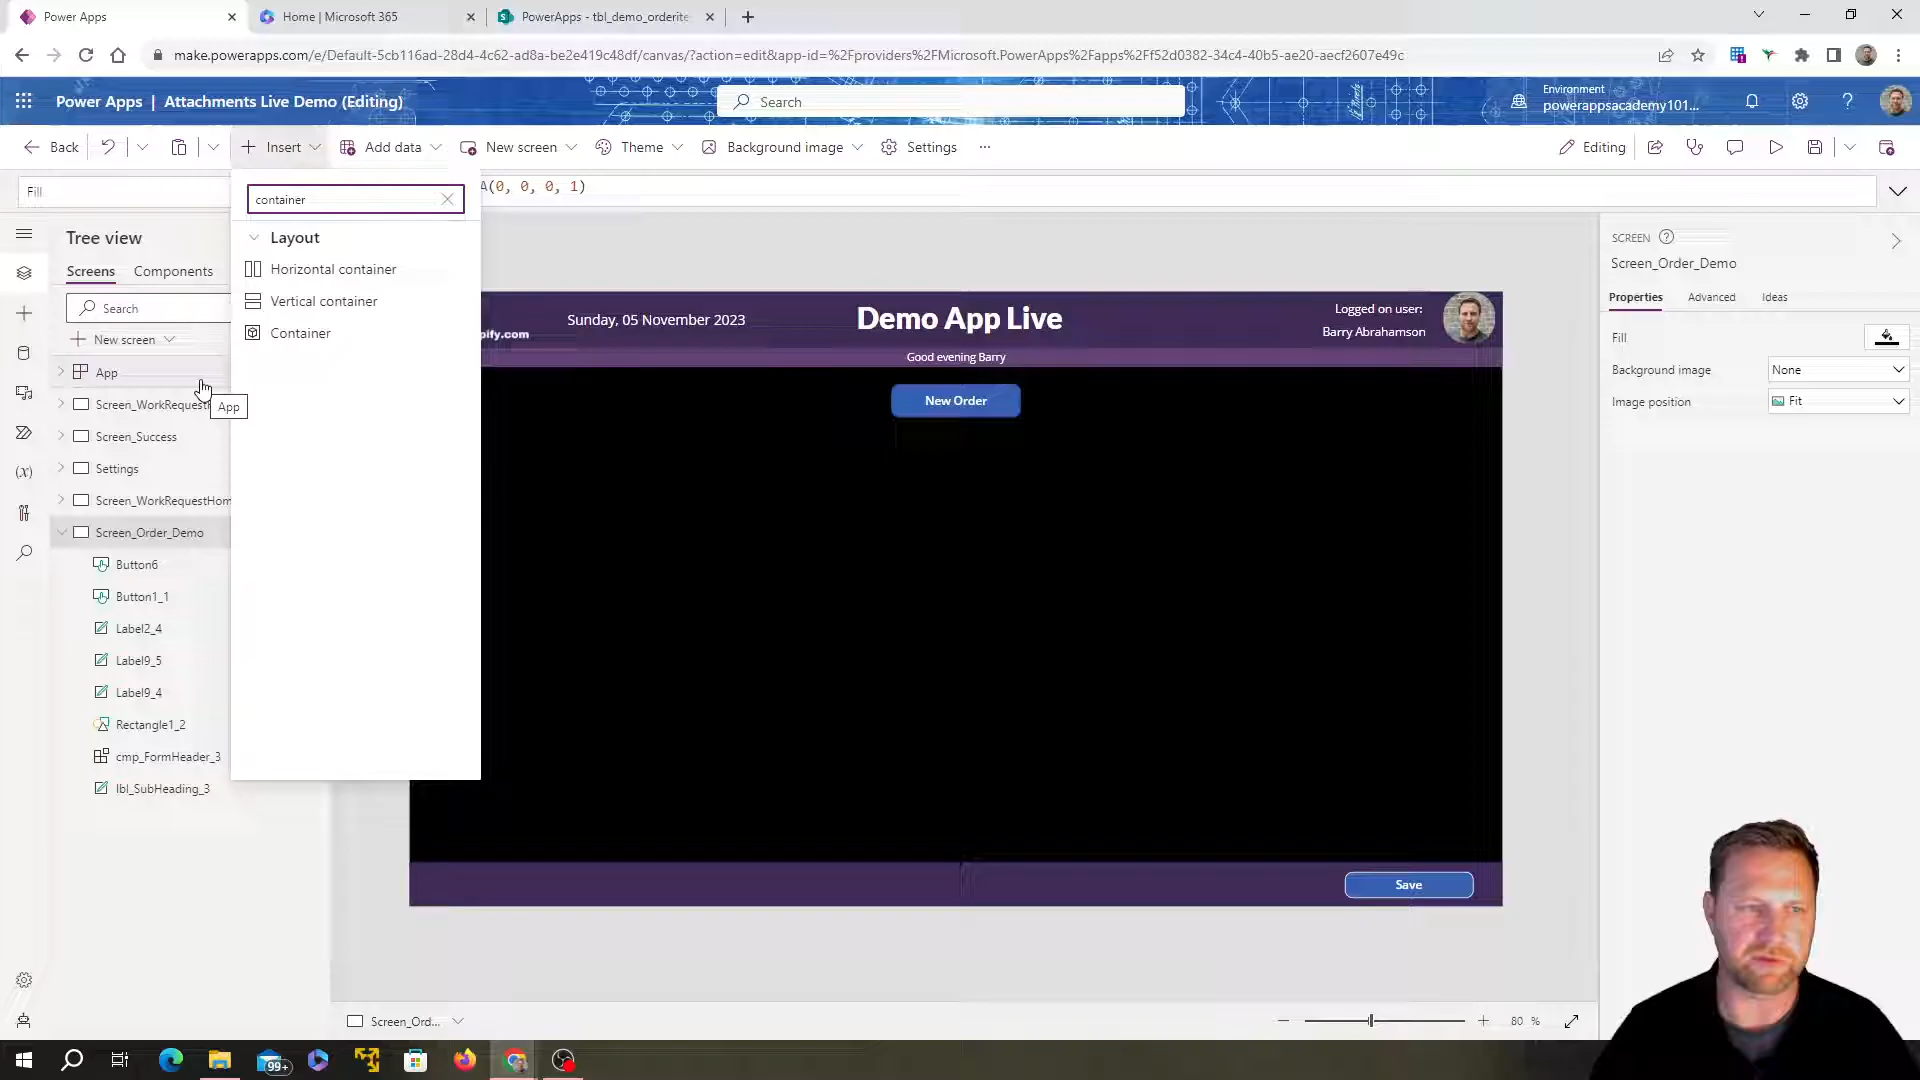 Power Apps
Home | Microsoft 365
PowerApps - tbl_demo_orderite
make.powerapps.com/e/Default-5cb116ad-28d4-4c62-ad8a-be2e419c48df/canvas/?action=edit&app-id=%2Fproviders%2FMicrosoft.PowerApps%2Fapps%2Ff52d0382-34c4-40b5-ae20-aecf2607e49c
Power Apps | Attachments Live Demo (Editing)
Search
Environment
powerappsacademy101...
Back
Insert
Add data
New screen
Theme
Background image
Settings
...
Editing
Fill
A(0, 0, 0, 1)
container
Layout
Horizontal container
Vertical container
Container
Tree view
Screens
Components
Search
New screen
App
App
Screen_WorkRequest
Screen_Success
Settings
Screen_WorkRequestHom
Screen_Order_Demo
Button6
Button1_1
Label2_4
Label9_5
Label9_4
Rectangle1_2
cmp_FormHeader_3
lbl_SubHeading_3
pify.com
Sunday, 05 November 2023
Demo App Live
Logged on user:
Barry Abrahamson
Good evening Barry
New Order
Save
SCREEN
Screen_Order_Demo
Properties
Advanced
Ideas
Fill
Background image
None
Image position
Fit
Screen_Ord...
80 %
99+